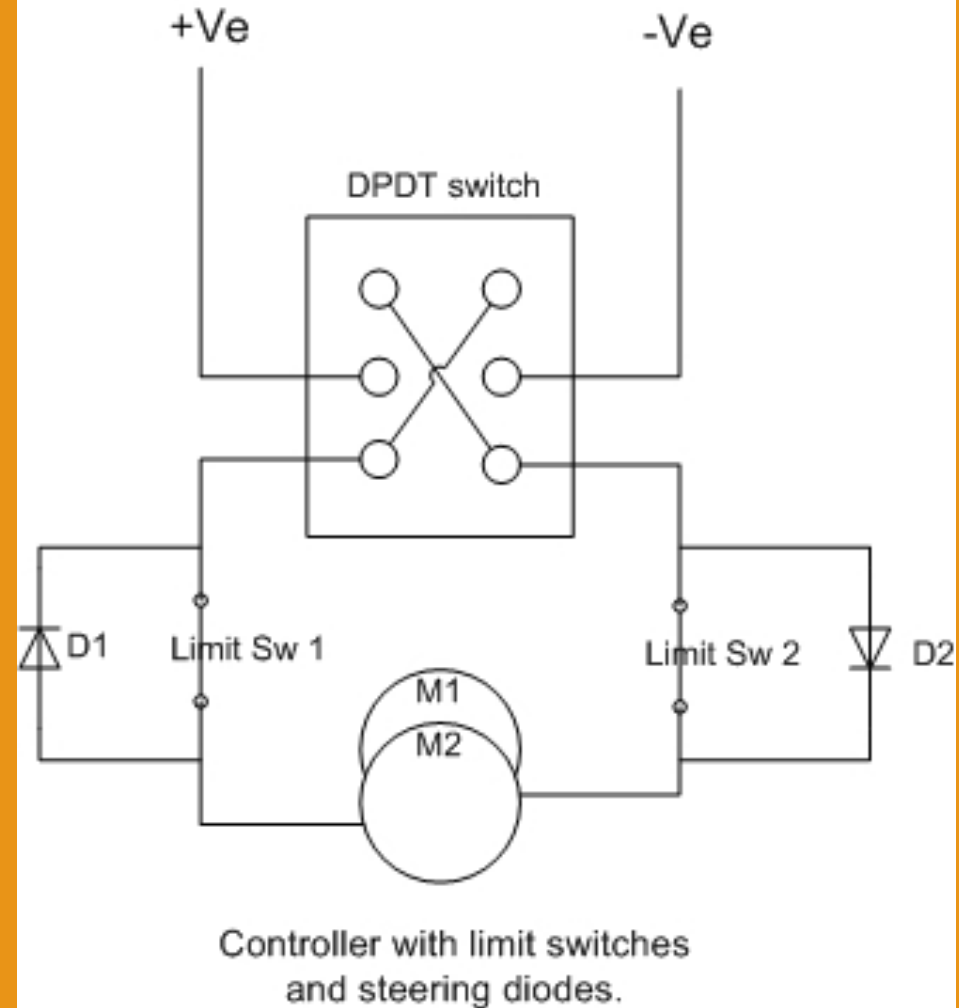 +Ve
-Ve
DPDT switch
D1
Limit Sw 1
Limit Sw 2
D2
M1
M2
Controller with limit switches
and steering diodes.